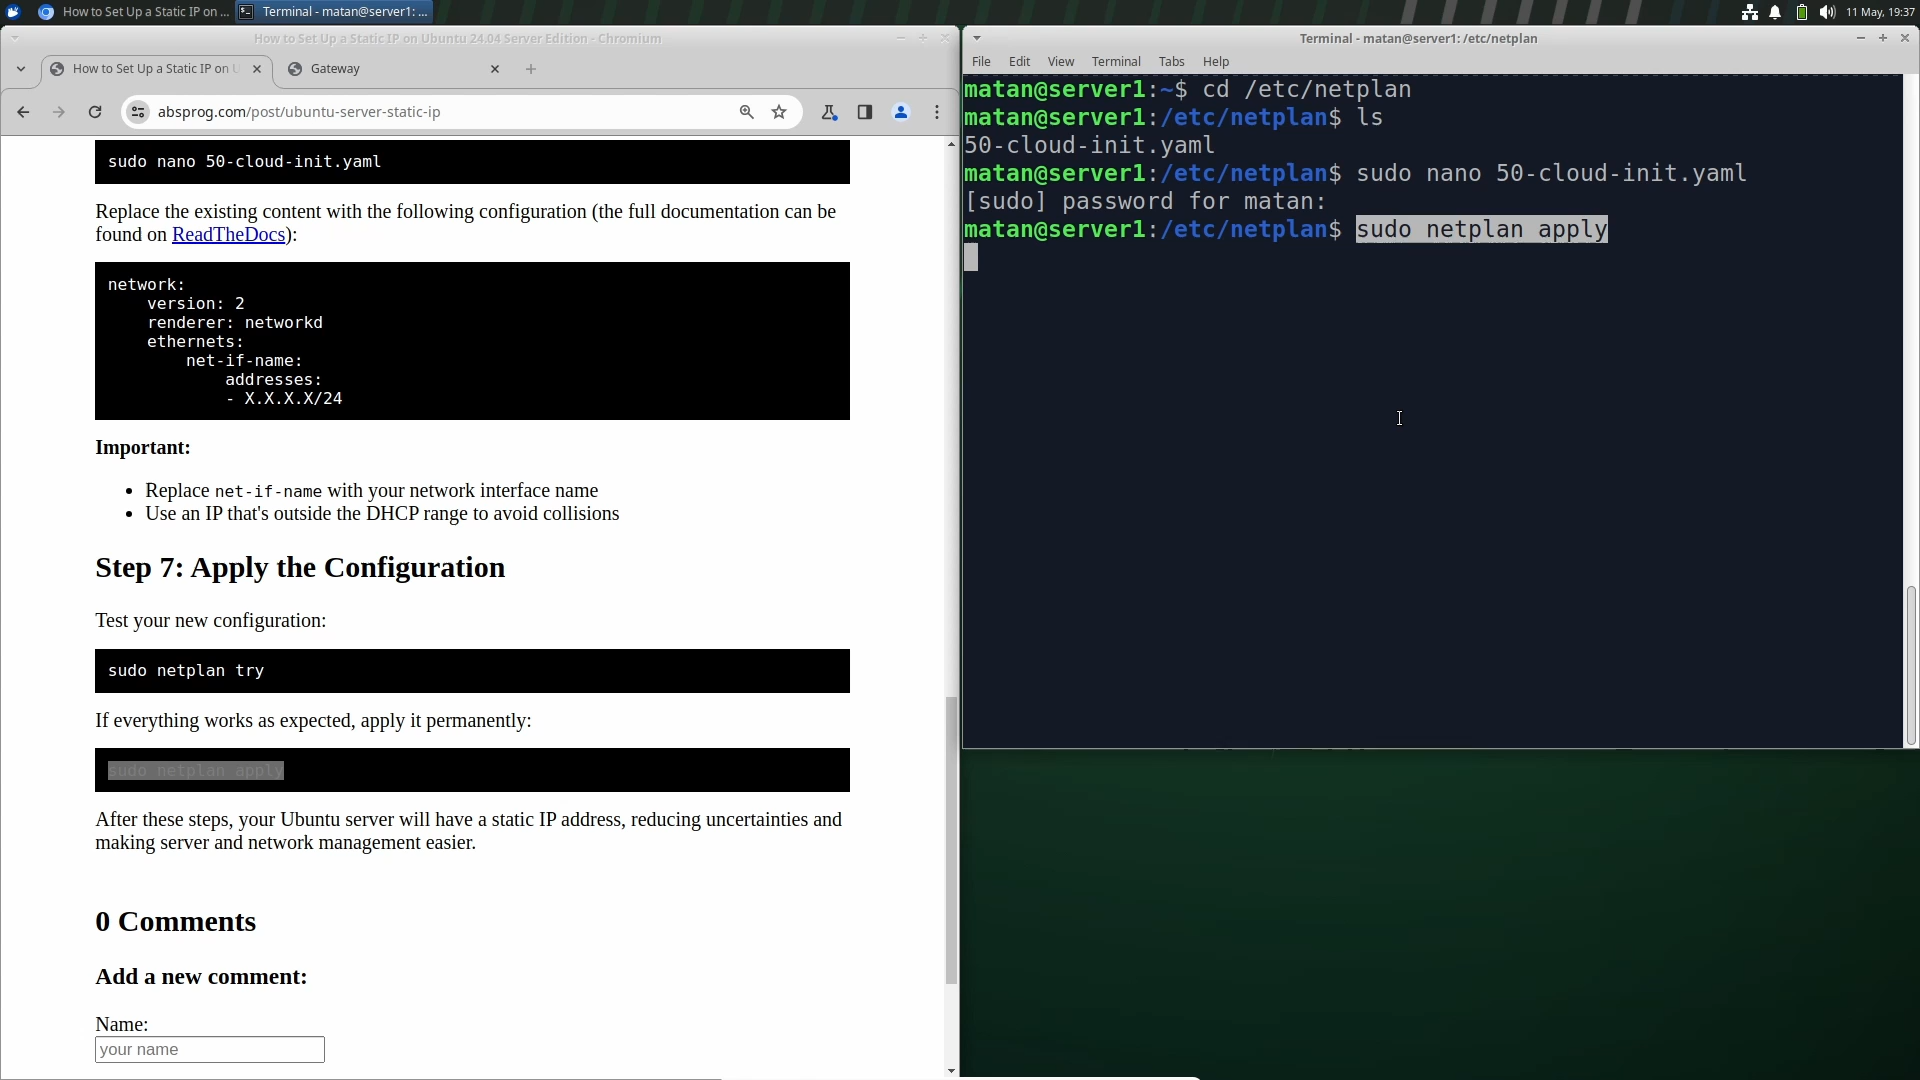 How to Set Up a Static IP on ...
Terminal - matan@server1: ...
11 May, 19:37
How to Set Up a Static IP on Ubuntu 24.04 Server Edition - Chromium
How to Set Up a Static IP on U
Gateway
absprog.com/post/ubuntu-server-static-ip
sudo nano 50-cloud-init.yaml
Replace the existing content with the following configuration (the full documentation can be
found on ReadTheDocs):
network:
version: 2
renderer: networkd
ethernets:
net-if-name:
addresses:
- X.X.X.X/24
Important:
• Replace net-if-name with your network interface name
• Use an IP that's outside the DHCP range to avoid collisions
Step 7: Apply the Configuration
Test your new configuration:
sudo netplan try
If everything works as expected, apply it permanently:
sudo netplan apply
After these steps, your Ubuntu server will have a static IP address, reducing uncertainties and
making server and network management easier.
0 Comments
Add a new comment:
Name:
your name
Terminal - matan@server1: /etc/netplan
File Edit View Terminal Tabs Help
matan@server1:~$ cd /etc/netplan
matan@server1:/etc/netplan$ ls
50-cloud-init.yaml
matan@server1:/etc/netplan$ sudo nano 50-cloud-init.yaml
[sudo] password for matan:
matan@server1:/etc/netplan$ sudo netplan apply